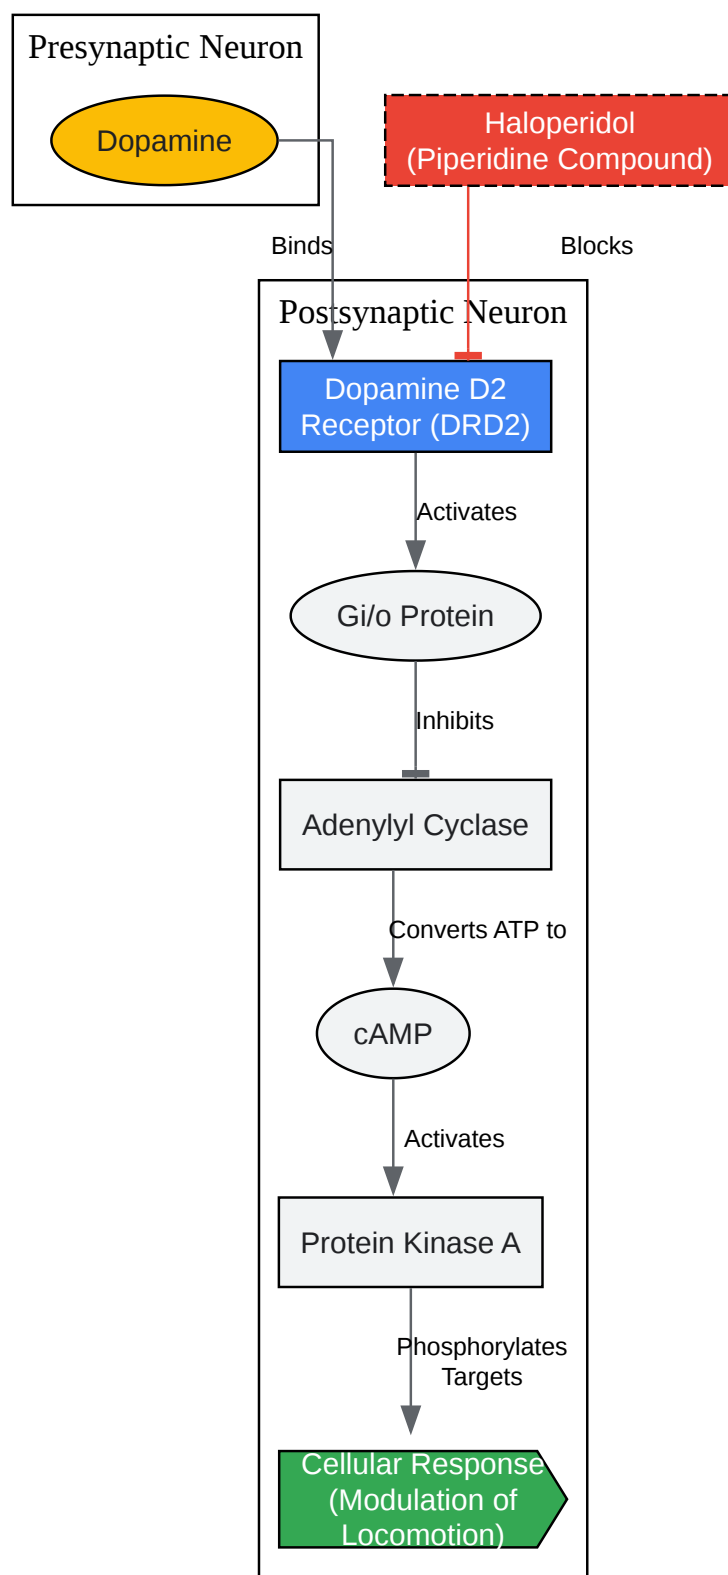 Presynaptic Neuron
Dopamine
Haloperidol
(Piperidine Compound)
Binds
Blocks
Postsynaptic Neuron
Dopamine D2
Receptor (DRD2)
Activates
Gi/o Protein
Inhibits
Adenylyl Cyclase
Converts ATP to
cAMP
Activates
Protein Kinase A
Phosphorylates
Targets
Cellular Response
(Modulation of
Locomotion)